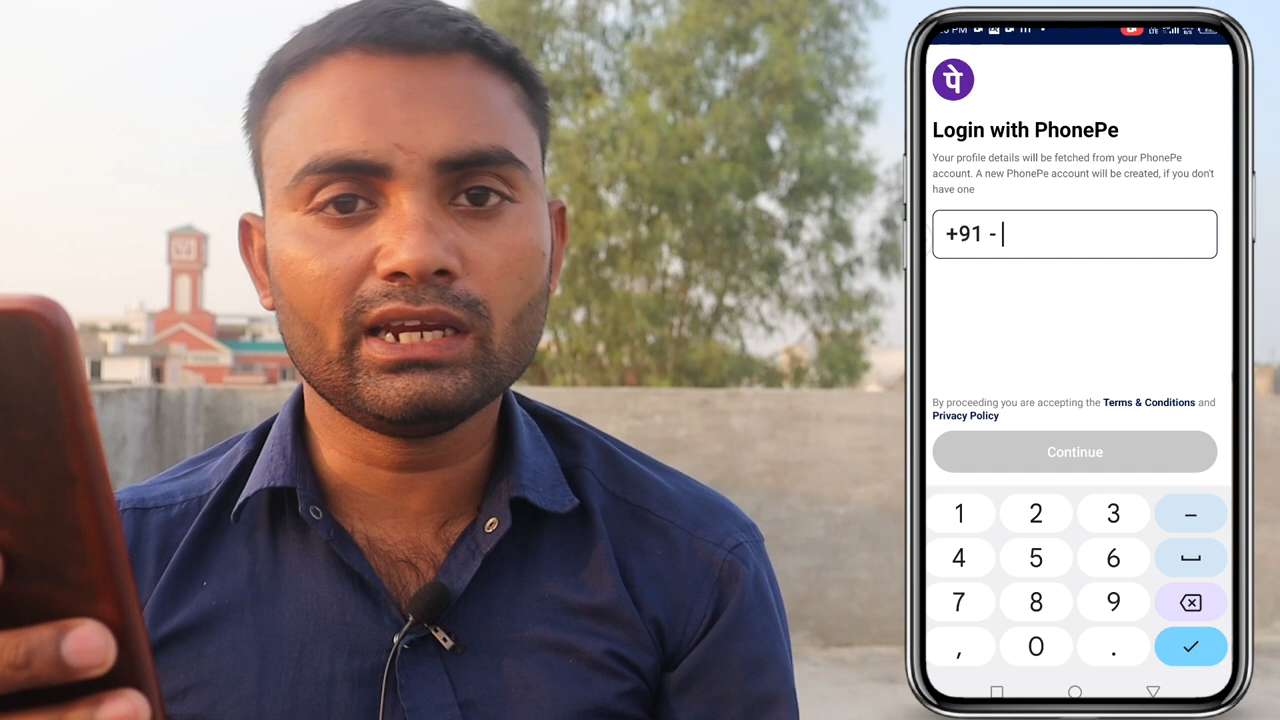 पे
Login with PhonePe
Your profile details will be fetched from your PhonePe
account. A new PhonePe account will be created, if you don't
have one
+91 -
By proceeding you are accepting the Terms & Conditions and
Privacy Policy
Continue
1 2 3 –
4 5 6
7 8 9
, 0 .